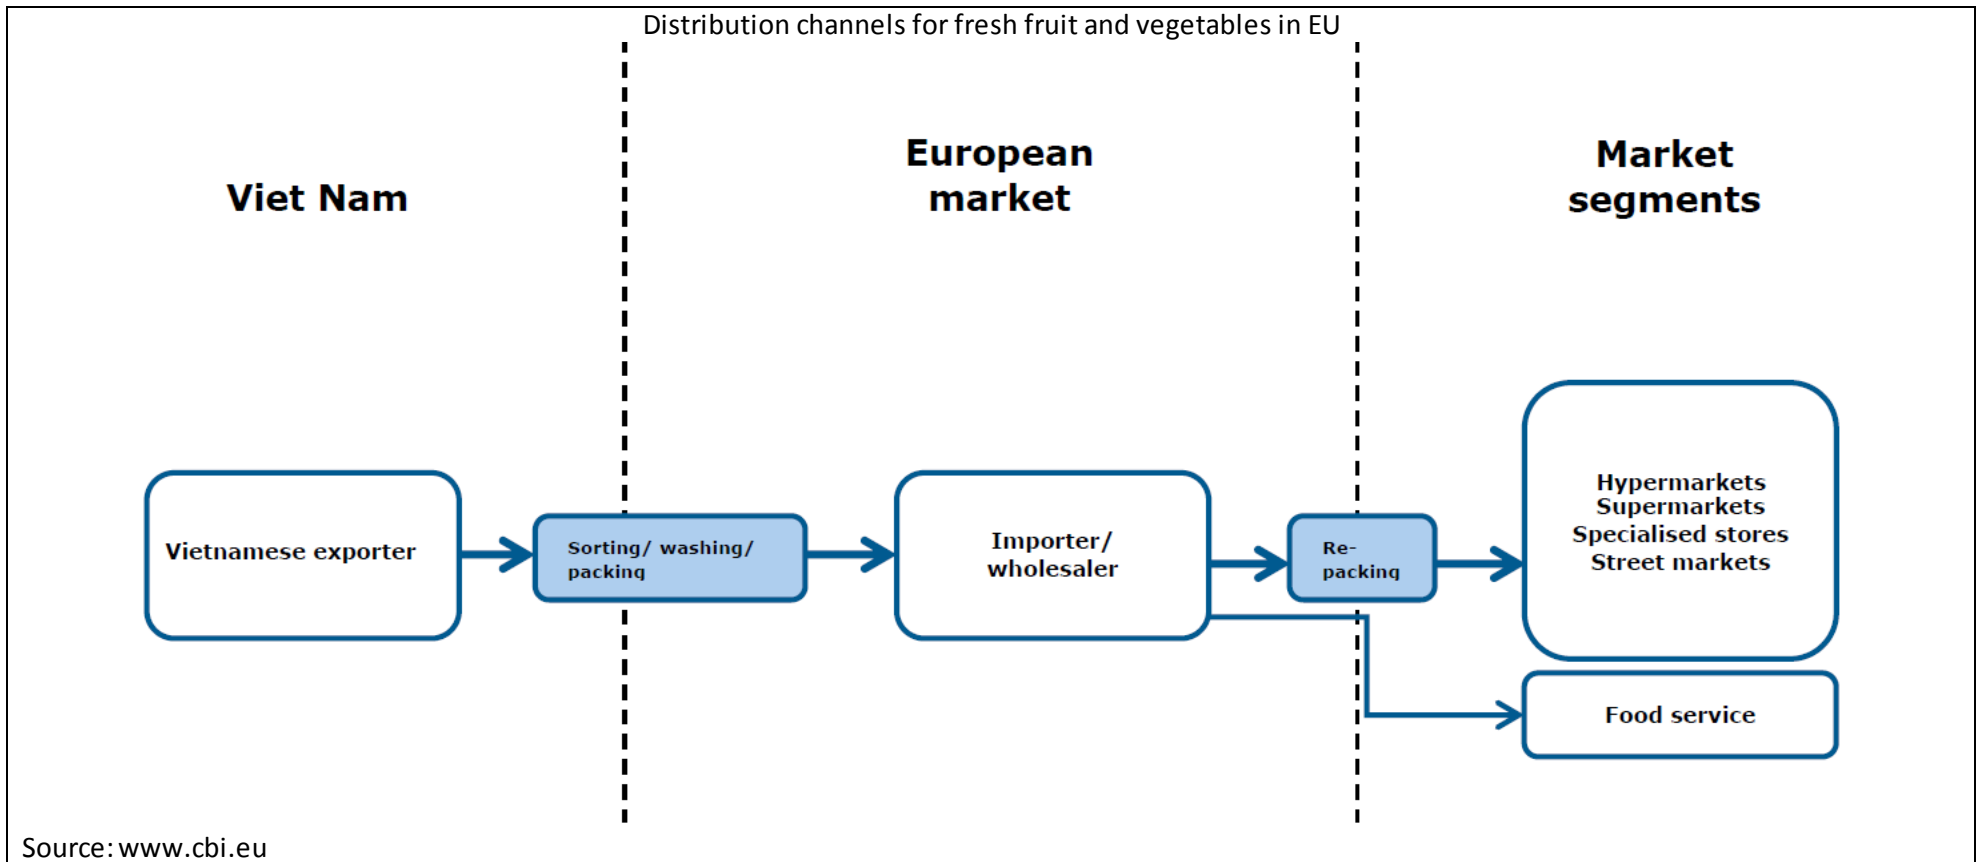 Distribution channels for fresh fruit and vegetables in EU
Viet Nam
European
market
Market
segments
Vietnamese exporter
Sorting/ washing/
packing
Importer/
wholesaler
Re-
packing
Hypermarkets
Supermarkets
Specialised stores
Street markets
Food service
Source: www.cbi.eu